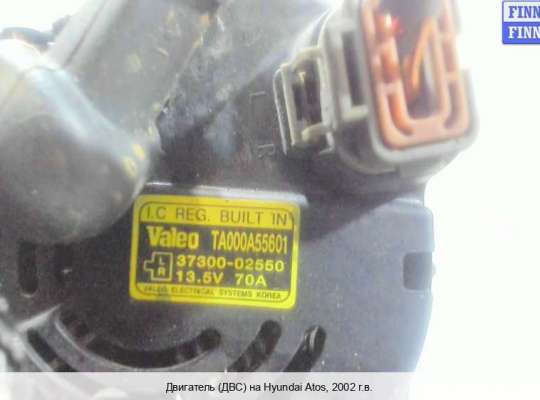 FINN
FINN
L
R
I.C REG. BUILT IN
Valeo TA000A55601
L 37300-02550
R 13.5V 70A
VALEO ELECTRICAL SYSTEMS KOREA
Двигатель (ДВС) на Hyundai Atos, 2002 г.в.